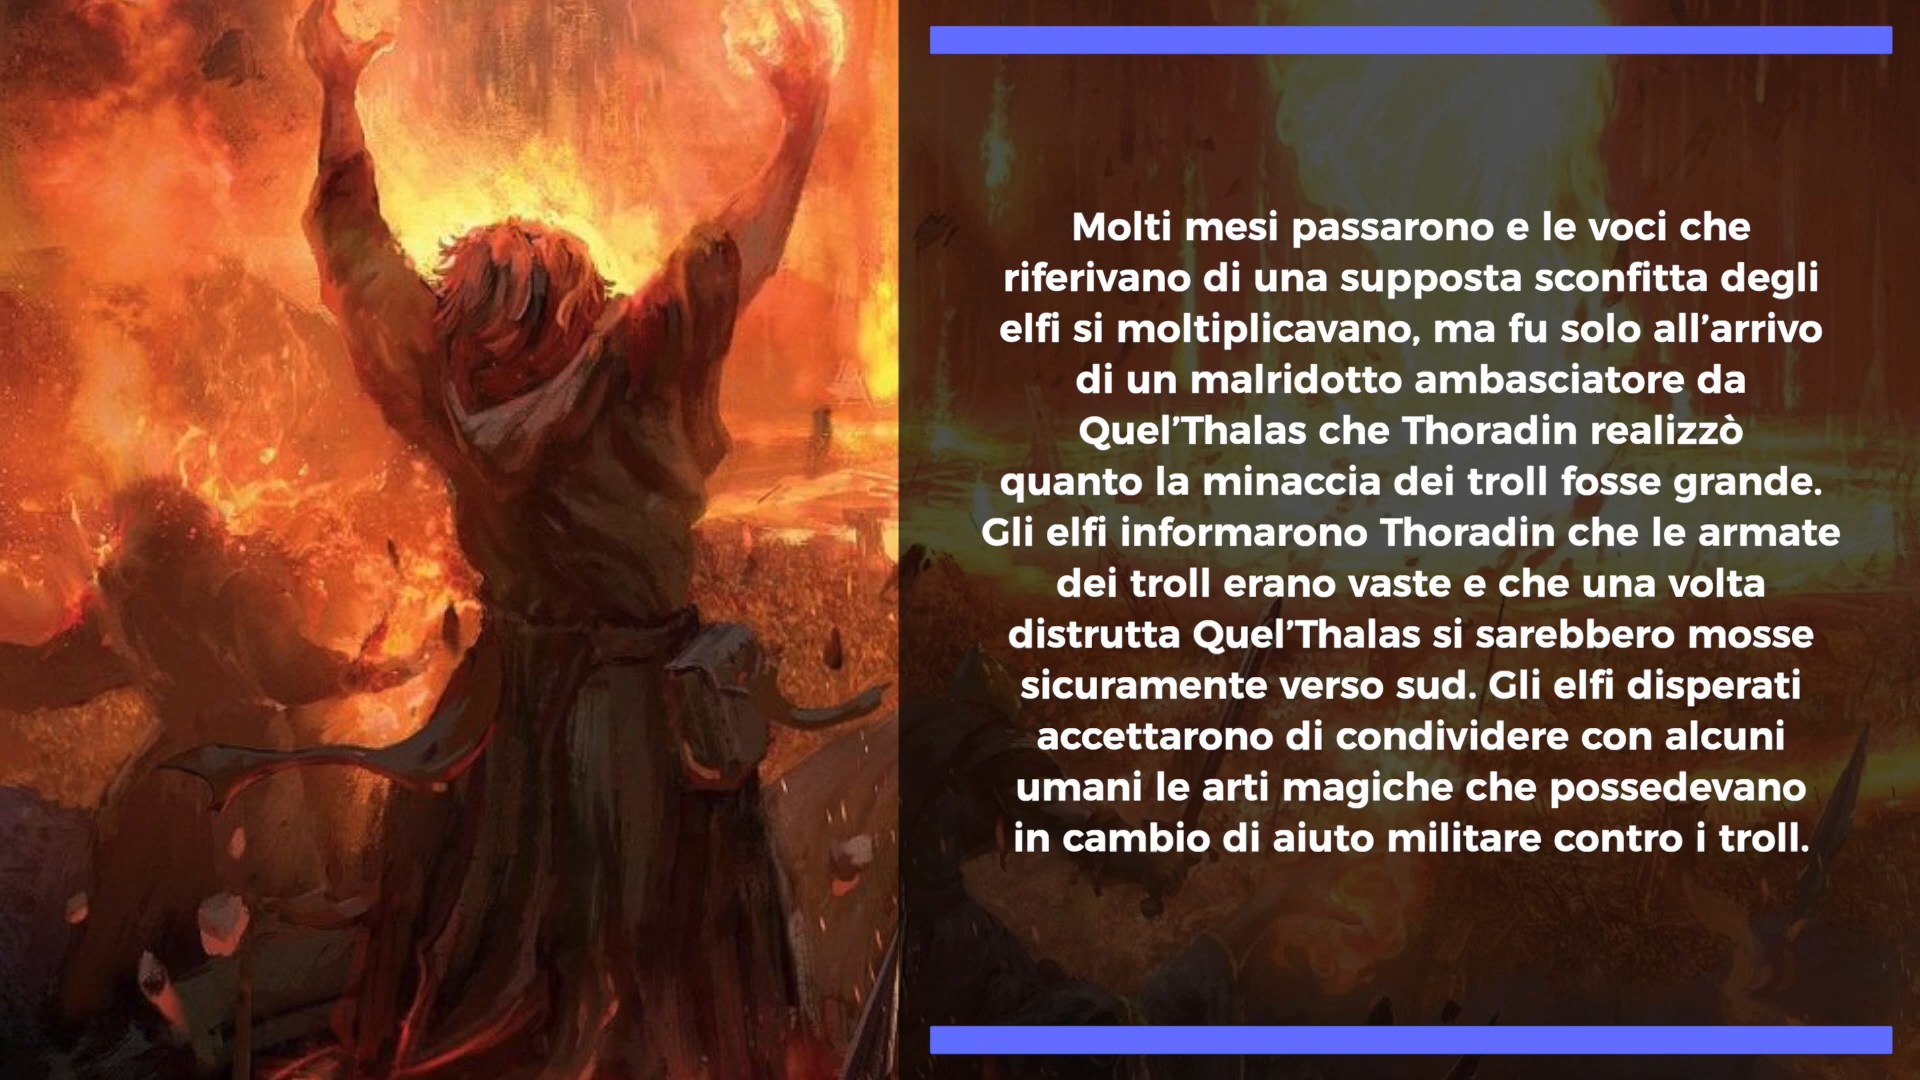 Molti mesi passarono e le voci che
riferivano di una supposta sconfitta degli
elfi si moltiplicavano, ma fu solo all’arrivo
di un malridotto ambasciatore da
Quel’Thalas che Thoradin realizzò
quanto la minaccia dei troll fosse grande.
Gli elfi informarono Thoradin che le armate
dei troll erano vaste e che una volta
distrutta Quel’Thalas si sarebbero mosse
sicuramente verso sud. Gli elfi disperati
accettarono di condividere con alcuni
umani le arti magiche che possedevano
in cambio di aiuto militare contro i troll.